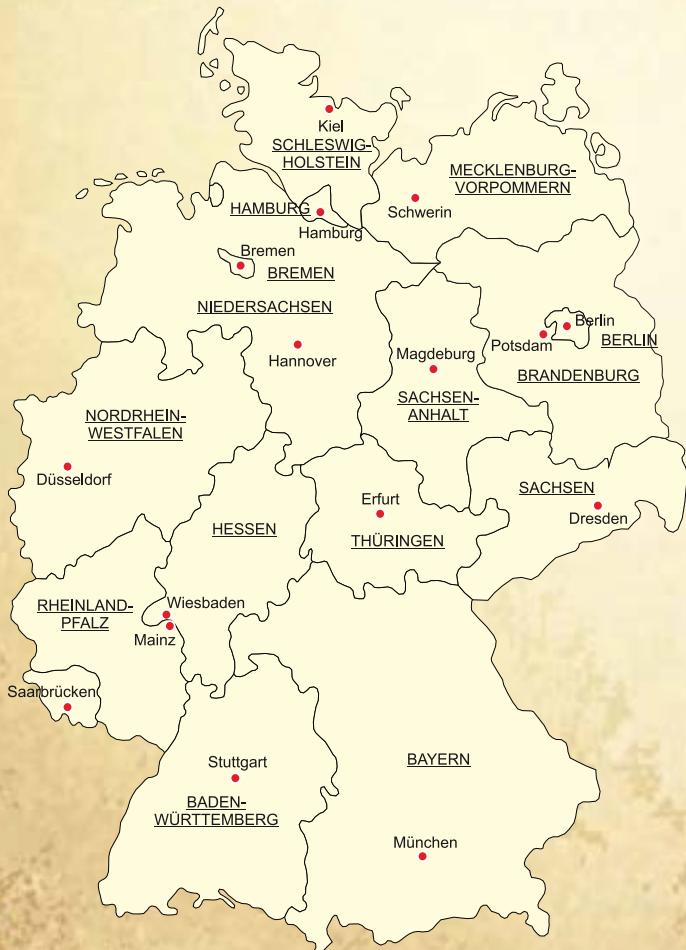 Kiel
SCHLESWIG-
HOLSTEIN
MECKLENBURG-
VORPOMMERN
Schwerin
HAMBURG
Hamburg
Bremen
BREMEN
NIEDERSACHSEN
Hannover
Berlin
BERLIN
Potsdam
BRANDENBURG
Magdeburg
SACHSEN-
ANHALT
NORDRHEIN-
WESTFALEN
Düsseldorf
HESSEN
Erfurt
THÜRINGEN
SACHSEN
Dresden
RHEINLAND-
PFALZ
Wiesbaden
Mainz
Saarbrücken
Stuttgart
BADEN-
WÜRTTEMBERG
BAYERN
München